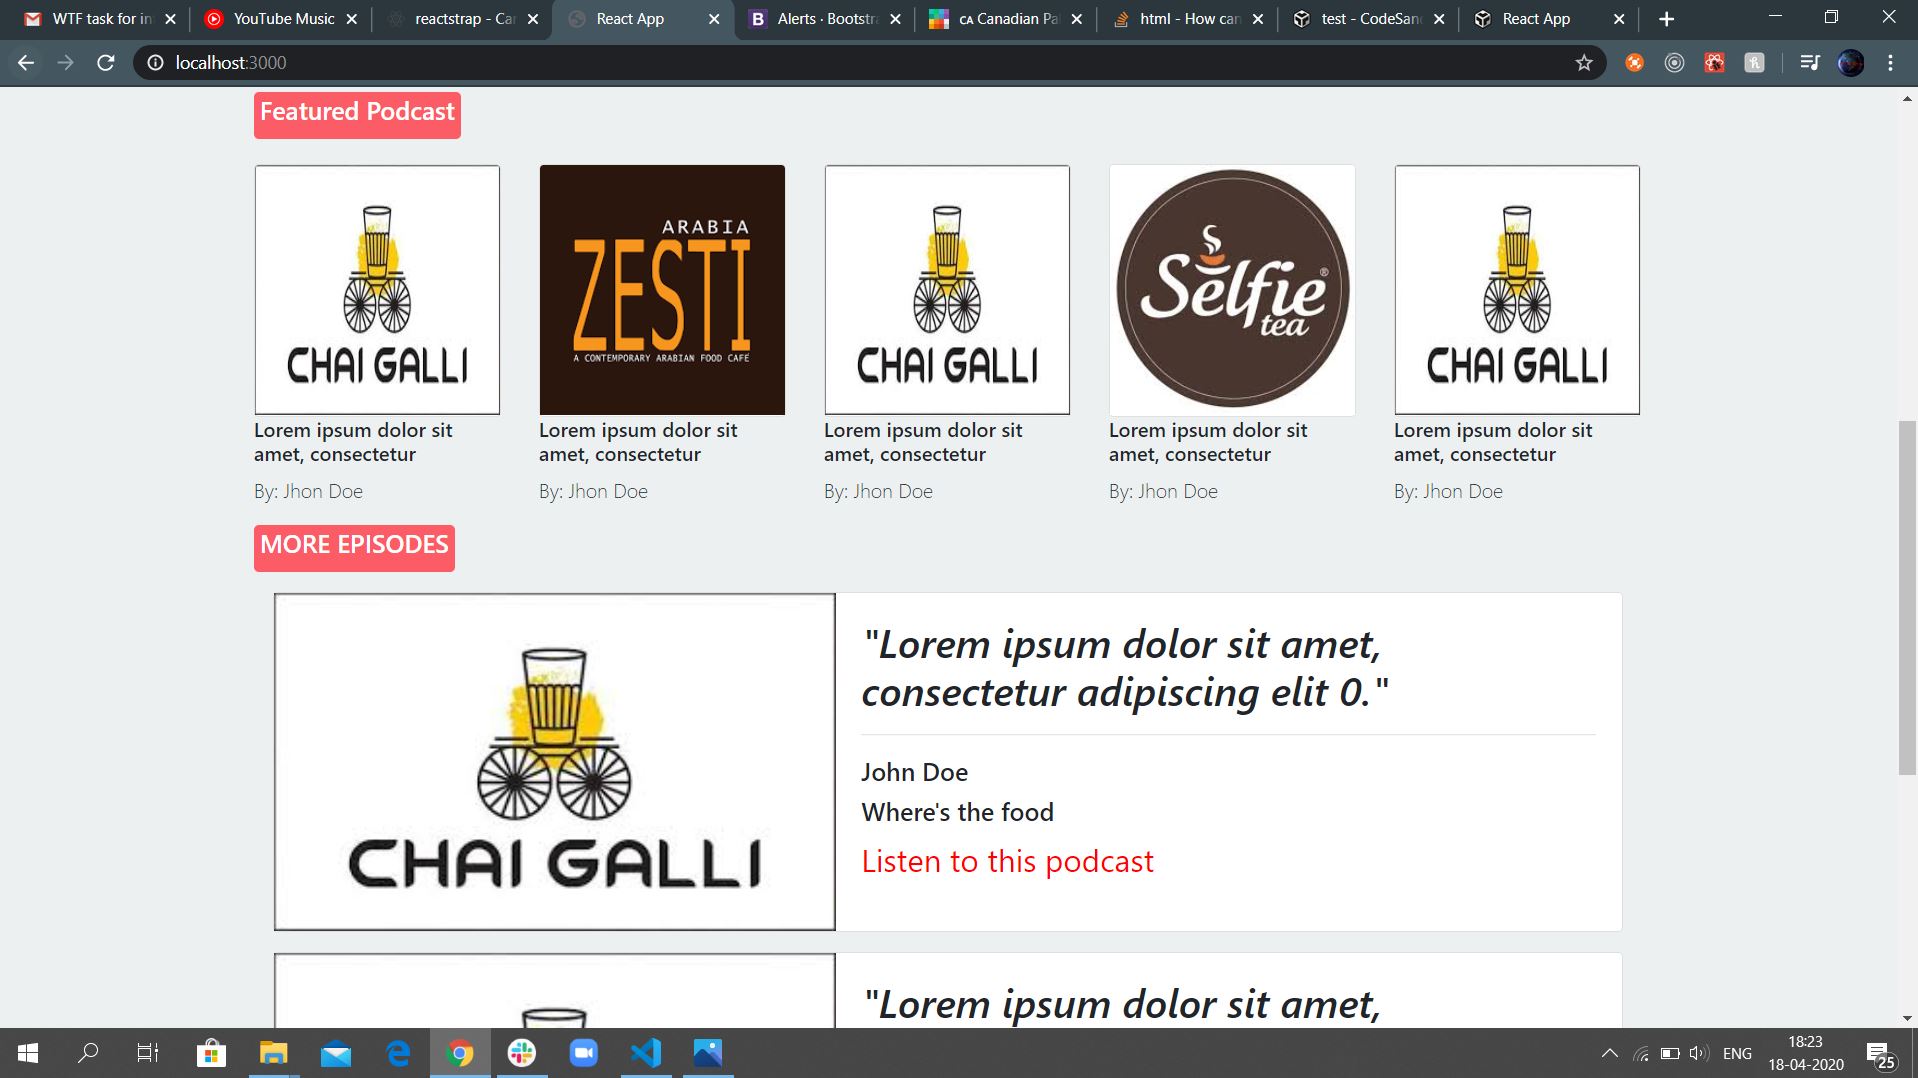 WTF task for in
YouTube Music
reactstrap - Car
React App
Alerts · Bootstra
CA Canadian Pal
html - How can
test - CodeSand
React App
localhost:3000
Featured Podcast
CHAI GALLI
ARABIA
ZESTI
A CONTEMPORARY ARABIAN FOOD CAFÉ
CHAI GALLI
Selfie
®
tea
CHAI GALLI
Lorem ipsum dolor sit
amet, consectetur
By: Jhon Doe
Lorem ipsum dolor sit
amet, consectetur
By: Jhon Doe
Lorem ipsum dolor sit
amet, consectetur
By: Jhon Doe
Lorem ipsum dolor sit
amet, consectetur
By: Jhon Doe
Lorem ipsum dolor sit
amet, consectetur
By: Jhon Doe
MORE EPISODES
CHAI GALLI
"Lorem ipsum dolor sit amet,
consectetur adipiscing elit 0."
John Doe
Where's the food
Listen to this podcast
"Lorem ipsum dolor sit amet,
ENG
18:23
18-04-2020
25